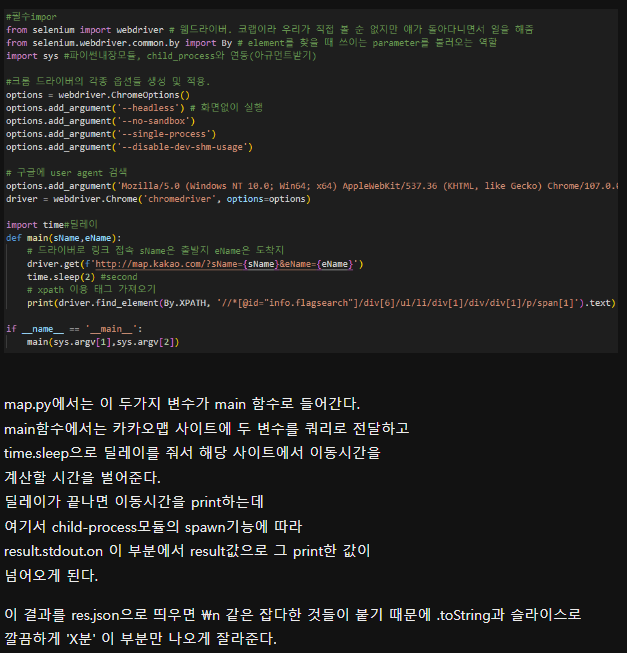 #필수impor
from selenium import webdriver # 웹드라이버. 크랩이라 우리가 직접 볼 순 없지만 얘가 돌아다니면서 일을 해줌
from selenium.webdriver.common.by import By # element를 찾을 때 쓰이는 parameter를 불러오는 역할
import sys #파이썬내장모듈, child_process와 연동(아규먼트받기)
#크롬 드라이버의 각종 옵션들 생성 및 적용.
options = webdriver.ChromeOptions()
options.add_argument('--headless') # 화면없이 실행
options.add_argument('--no-sandbox')
options.add_argument('--single-process')
options.add_argument('--disable-dev-shm-usage')
# 구글에 user agent 검색
options.add_argument('Mozilla/5.0 (Windows NT 10.0; Win64; x64) AppleWebKit/537.36 (KHTML, like Gecko) Chrome/107.0.0
driver = webdriver.Chrome('chromedriver', options=options)
import time#딜레이
def main(sName,eName):
# 드라이버로 링크 접속 sName은 출발지 eName은 도착지
driver.get(f'http://map.kakao.com/?sName={sName}&eName={eName}')
time.sleep(2) #second
# xpath 이용 태그 가져오기
print(driver.find_element(By.XPATH, '//*[@id="info.flagsearch"]/div[6]/ul/li/div[1]/div/div[1]/p/span[1]').text)
if __name__ == '__main__':
main(sys.argv[1],sys.argv[2])
map.py에서는 이 두가지 변수가 main 함수로 들어간다.
main함수에서는 카카오맵 사이트에 두 변수를 쿼리로 전달하고
time.sleep으로 딜레이를 줘서 해당 사이트에서 이동시간을
계산할 시간을 벌어준다.
딜레이가 끝나면 이동시간을 print하는데
여기서 child-process모듈의 spawn기능에 따라
result.stdout.on 이 부분에서 result값으로 그 print한 값이
넘어오게 된다.
이 결과를 res.json으로 띄우면 ₩n 같은 잡다한 것들이 붙기 때문에 .toString과 슬라이스로
깔끔하게 'X분' 이 부분만 나오게 잘라준다.